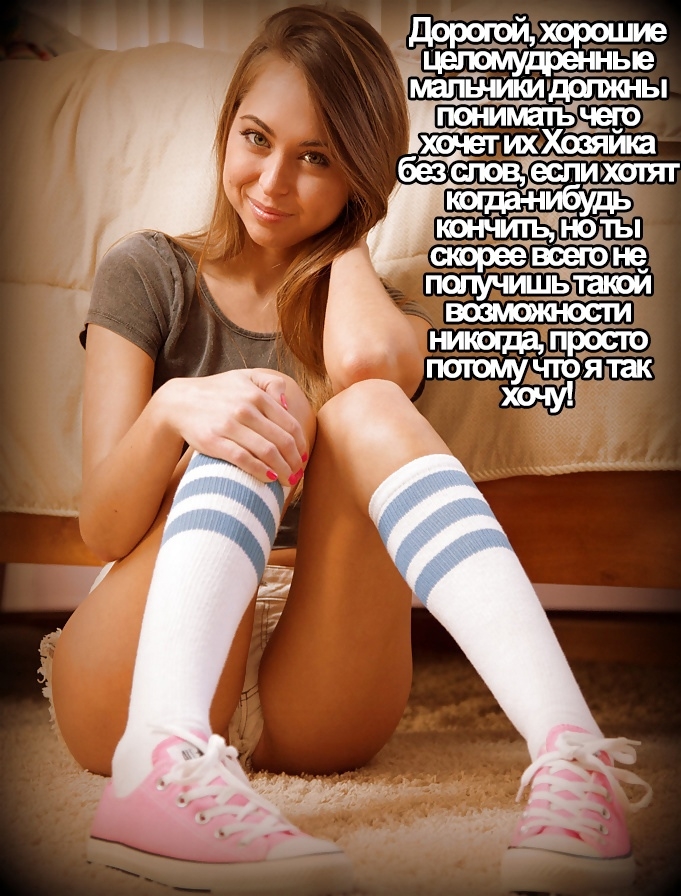 Дорогой, хорошие
целомудренные
мальчики должны
понимать чего
хочет их Хозяйка
без слов, если хотят
когда-нибудь
кончить, но ты
скорее всего не
получишь такой
возможности
никогда, просто
потому что я так
хочу!